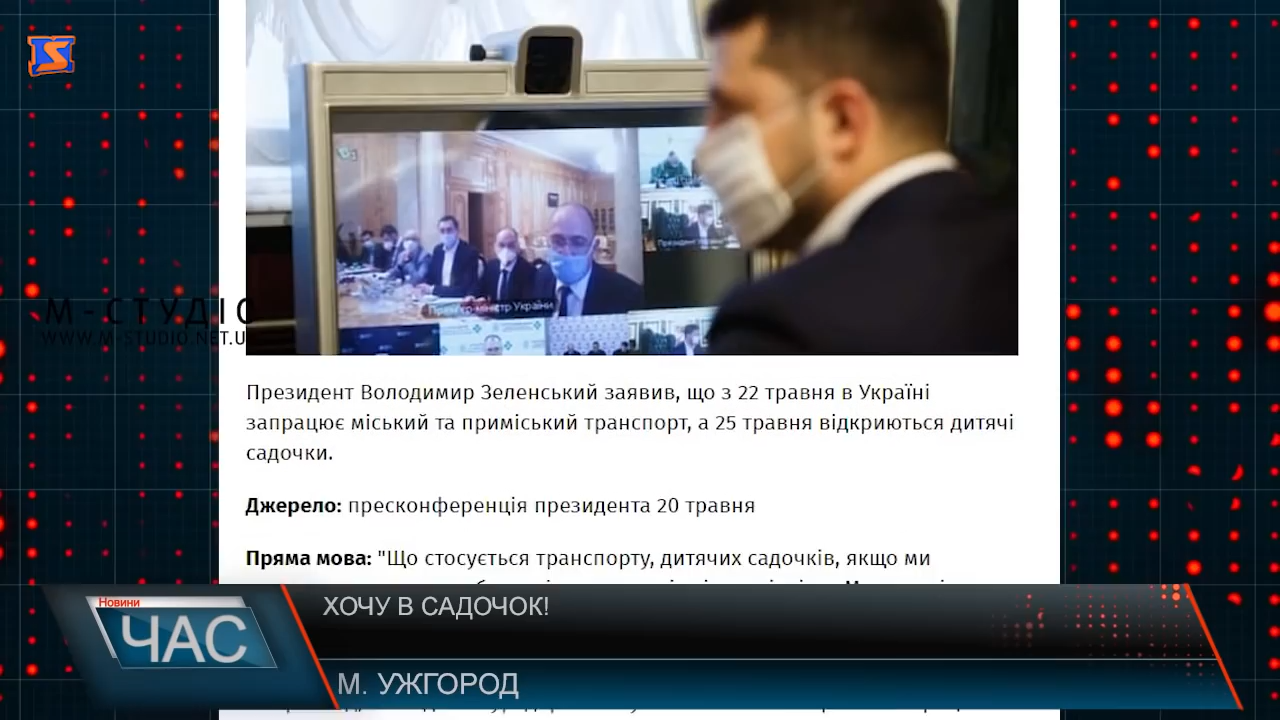 Прем'єр-міністр України
М-СТУДІО
WWW.M-STUDIO.NET.U
Президент Володимир Зеленський заявив, що з 22 травня в Україні
запрацює міський та приміський транспорт, а 25 травня відкриються дитячі
садочки.
Джерело: пресконференція президента 20 травня
Пряма мова: "Що стосується транспорту, дитячих садочків, якщо ми
Новини
ЧАС
ХОЧУ В САДОЧОК!
М. УЖГОРОД